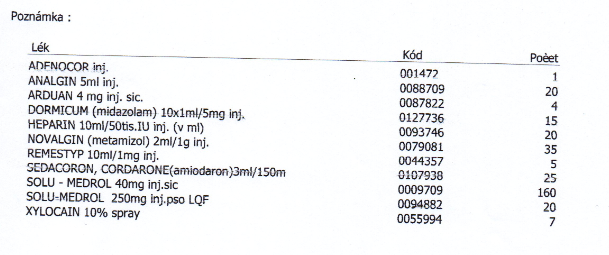 Poznámka :
Lék Kód Poèet
ADENOCOR inj. 001472 1
ANALGIN 5ml inj. 0088709 20
ARDUAN 4 mg inj. sic. 0087822 4
DORMICUM (midazolam) 10x1ml/5mg inj. 0127736 15
HEPARIN 10ml/50tis.IU inj. (v ml) 0093746 20
NOVALGIN (metamizol) 2ml/1g inj. 0079081 35
REMESTYP 10ml/1mg inj. 0044357 5
SEDACORON, CORDARONE(amiodaron)3ml/150m 0107938 25
SOLU - MEDROL 40mg inj.sic 0009709 160
SOLU-MEDROL 250mg inj.pso LQF 0094882 20
XYLOCAIN 10% spray 0055994 7